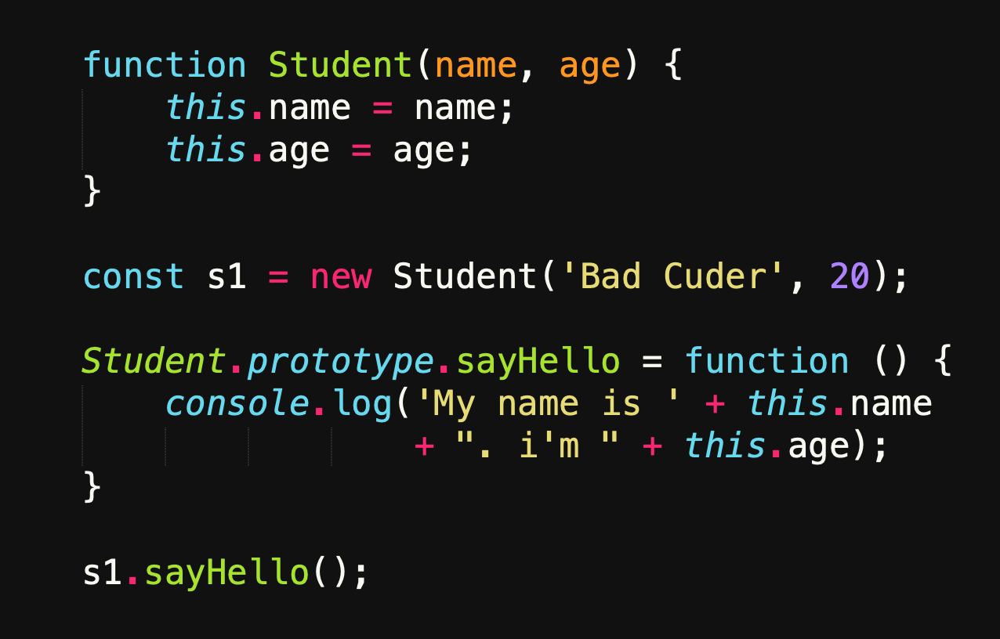 function Student(name, age) {
    this.name = name;
    this.age = age;
}

const s1 = new Student('Bad Cuder', 20);

Student.prototype.sayHello = function () {
    console.log('My name is ' + this.name
                + ". i'm " + this.age);
}

s1.sayHello();